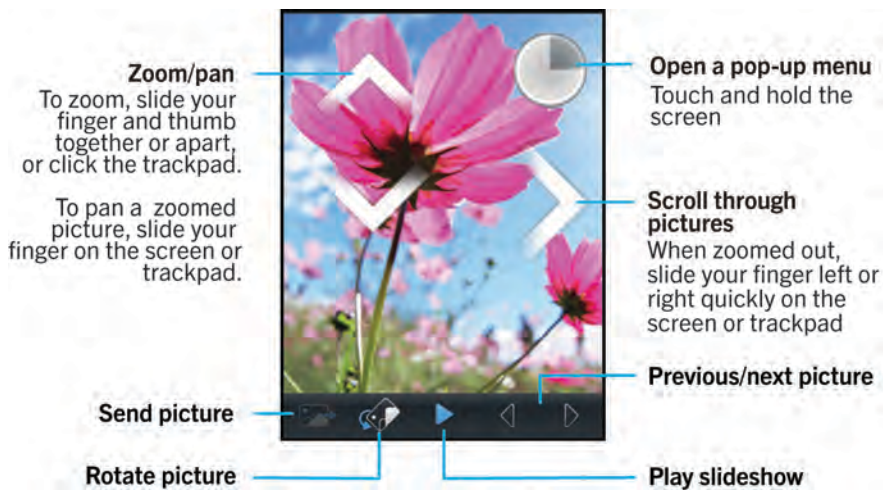 Zoom/pan
To zoom, slide your
finger and thumb
together or apart,
or click the trackpad.
To pan a zoomed
picture, slide your
finger on the screen or
trackpad.
Open a pop-up menu
Touch and hold the
screen
Scroll through
pictures
When zoomed out,
slide your finger left or
right quickly on the
screen or trackpad
Previous/next picture
Send picture
Rotate picture
Play slideshow